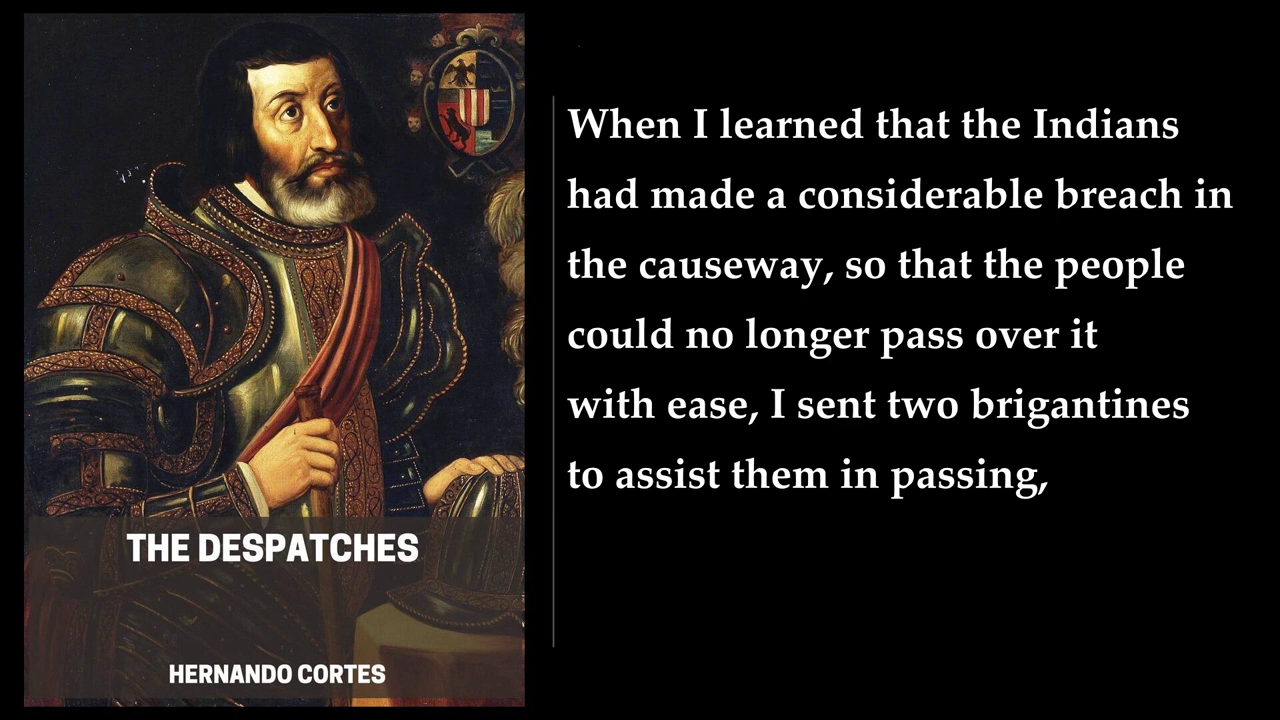 THE DESPATCHES
HERNANDO CORTES
When I learned that the Indians
had made a considerable breach in
the causeway, so that the people
could no longer pass over it
with ease, I sent two brigantines
to assist them in passing,